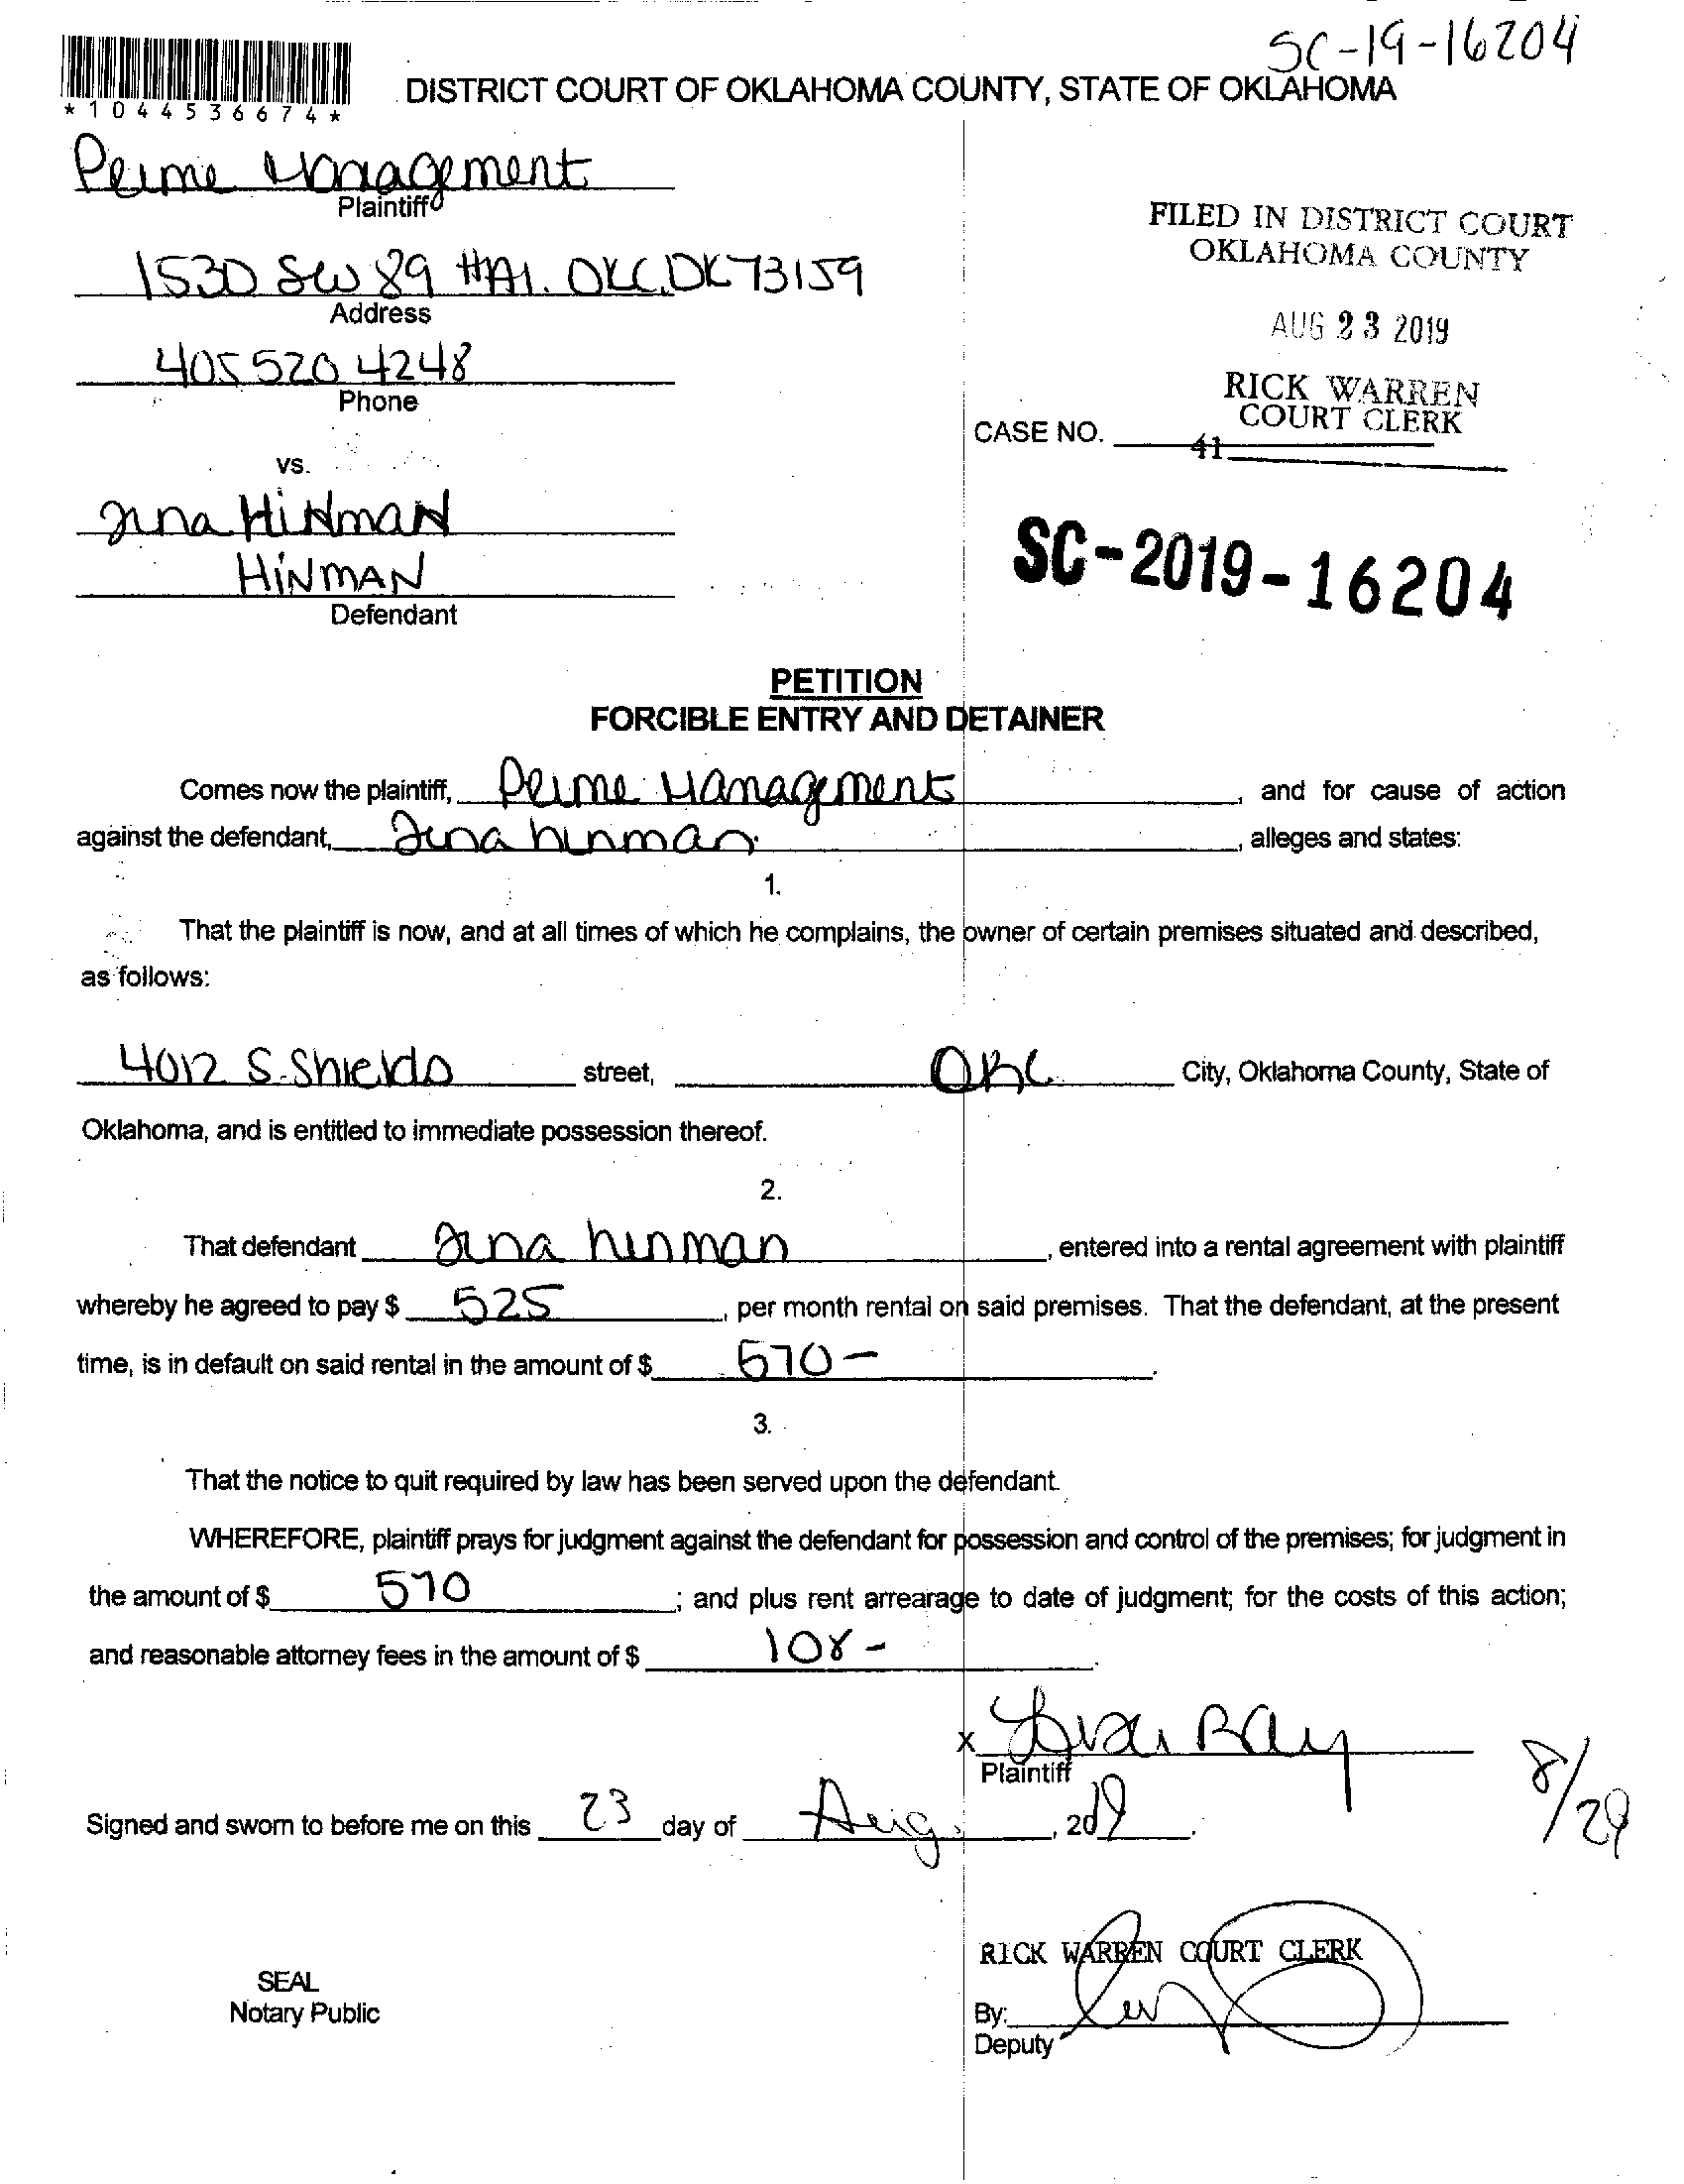 SC-19-16204
*1044536674*
DISTRICT COURT OF OKLAHOMA COUNTY, STATE OF OKLAHOMA
Prime Management
Plaintiff
1530 SW 89 #A1. OKC, OK 73159
Address
405 520 4248
Phone
vs.
HiNmaN
HiNMAN
Defendant
FILED IN DISTRICT COURT
OKLAHOMA COUNTY
AUG 23 2019
RICK WARREN
COURT CLERK
CASE NO.
41
SC-2019-16204
PETITION
FORCIBLE ENTRY AND DETAINER
Comes now the plaintiff, Prime Management, and for cause of action
against the defendant, hinman, alleges and states:
1.
That the plaintiff is now, and at all times of which he complains, the owner of certain premises situated and described,
as follows:
4012 S. Shields street, OKC City, Oklahoma County, State of
Oklahoma, and is entitled to immediate possession thereof.
2.
That defendant hinman, entered into a rental agreement with plaintiff
whereby he agreed to pay $ 525, per month rental on said premises. That the defendant, at the present
time, is in default on said rental in the amount of $ 570-.
3.
That the notice to quit required by law has been served upon the defendant.
WHEREFORE, plaintiff prays for judgment against the defendant for possession and control of the premises; for judgment in
the amount of $ 570; and plus rent arrearage to date of judgment; for the costs of this action;
and reasonable attorney fees in the amount of $ 108-.
x Ray
Plaintiff
8/29
Signed and sworn to before me on this 23 day of Aug., 2019.
RICK WARREN COURT CLERK
SEAL
Notary Public
By:
Deputy